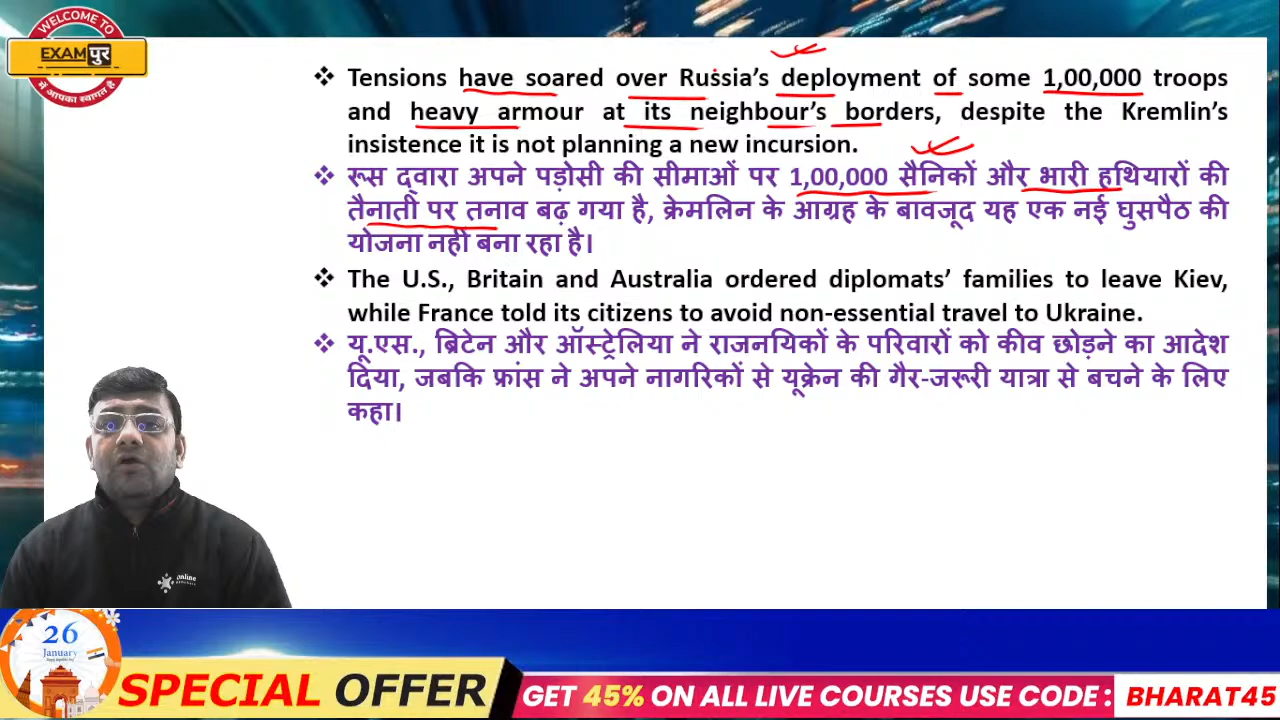 WELCOME TO
EXAM पुर
में आपका स्वागत है
❖ Tensions have soared over Russia's deployment of some 1,00,000 troops
and heavy armour at its neighbour's borders, despite the Kremlin's
insistence it is not planning a new incursion.
❖ रूस द्वारा अपने पड़ोसी की सीमाओं पर 1,00,000 सैनिकों और भारी हथियारों की
तैनाती पर तनाव बढ़ गया है, क्रेमलिन के आग्रह के बावजूद यह एक नई घुसपैठ की
योजना नहीं बना रहा है।
❖ The U.S., Britain and Australia ordered diplomats' families to leave Kiev,
while France told its citizens to avoid non-essential travel to Ukraine.
❖ यू.एस., ब्रिटेन और ऑस्ट्रेलिया ने राजनयिकों के परिवारों को कीव छोड़ने का आदेश
दिया, जबकि फ्रांस ने अपने नागरिकों से यूक्रेन की गैर-जरूरी यात्रा से बचने के लिए
कहा।
online
26
January
SPECIAL OFFER
GET 45% ON ALL LIVE COURSES USE CODE : BHARAT45